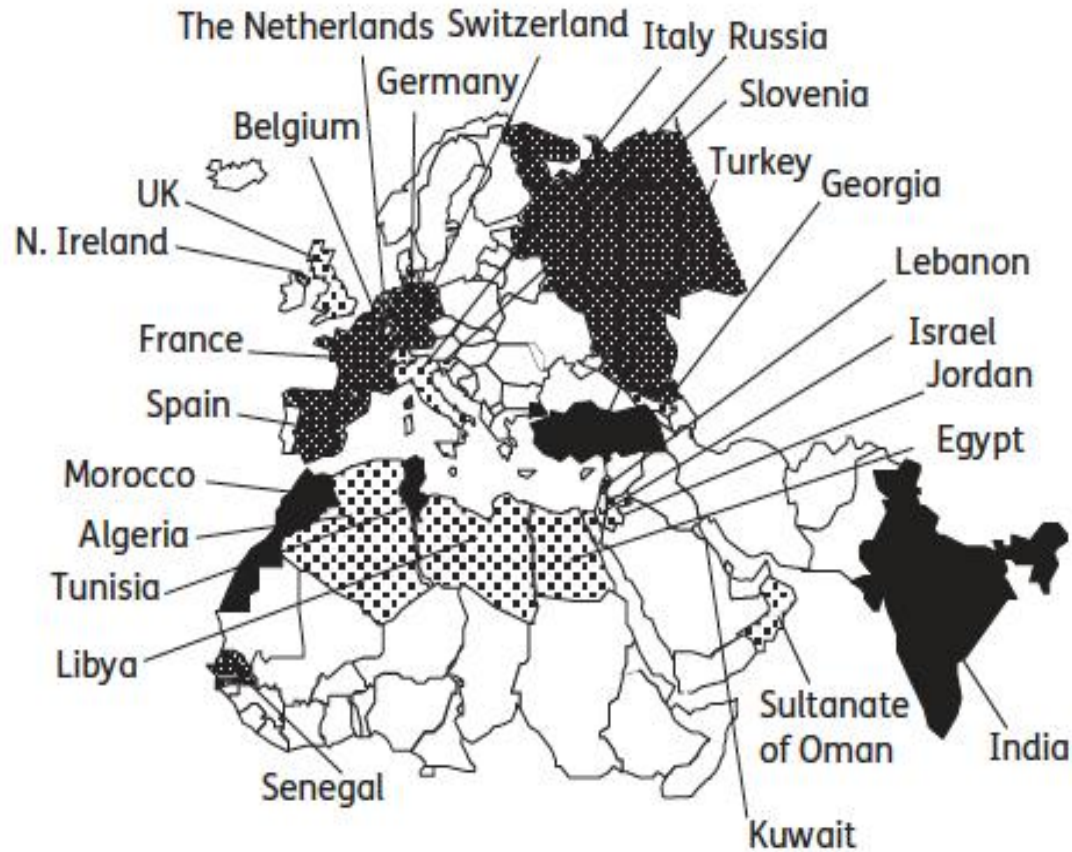 The Netherlands
Switzerland
Italy
Russia
Germany
Slovenia
Belgium
Turkey
Georgia
UK
N. Ireland
Lebanon
France
Israel
Jordan
Spain
Egypt
Morocco
Algeria
Tunisia
Libya
Sultanate
of Oman
India
Senegal
Kuwait